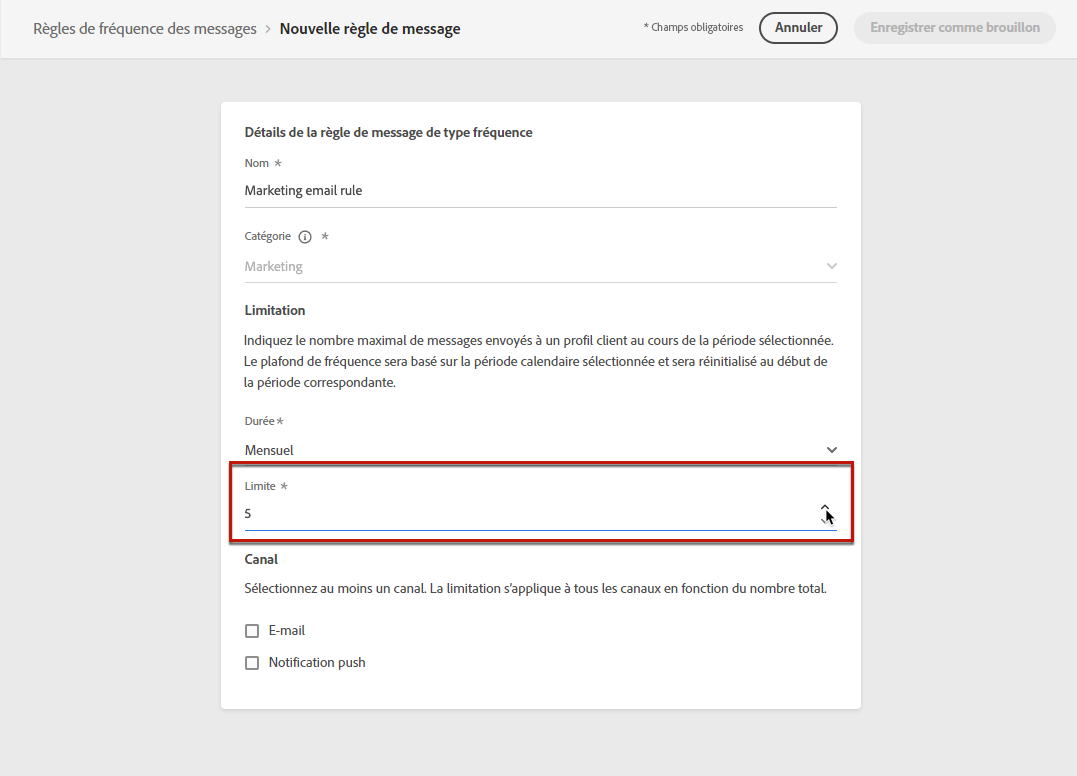 Règles de fréquence des messages > Nouvelle règle de message
* Champs obligatoires
Annuler
Enregistrer comme brouillon
Détails de la règle de message de type fréquence
Nom *
Marketing email rule
Catégorie *
Marketing
Limitation
Indiquez le nombre maximal de messages envoyés à un profil client au cours de la période sélectionnée.
Le plafond de fréquence sera basé sur la période calendaire sélectionnée et sera réinitialisé au début de
la période correspondante.
Durée*
Mensuel
Limite *
5
Canal
Sélectionnez au moins un canal. La limitation s’applique à tous les canaux en fonction du nombre total.
E-mail
Notification push